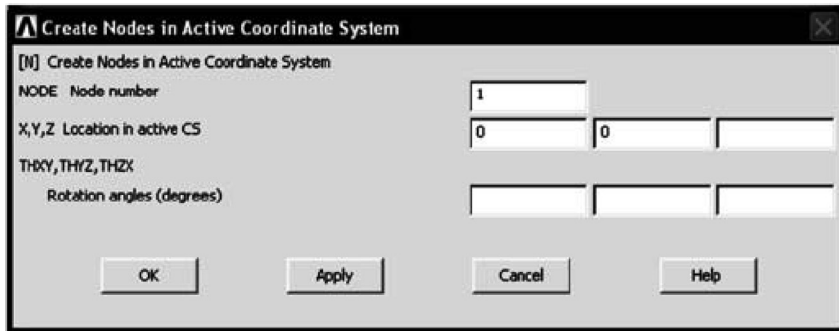 Create Nodes in Active Coordinate System
[N] Create Nodes in Active Coordinate System
NODE Node number 1
X,Y,Z Location in active CS 0 0
THXY,THYZ,THZX
Rotation angles (degrees)
OK Apply Cancel Help